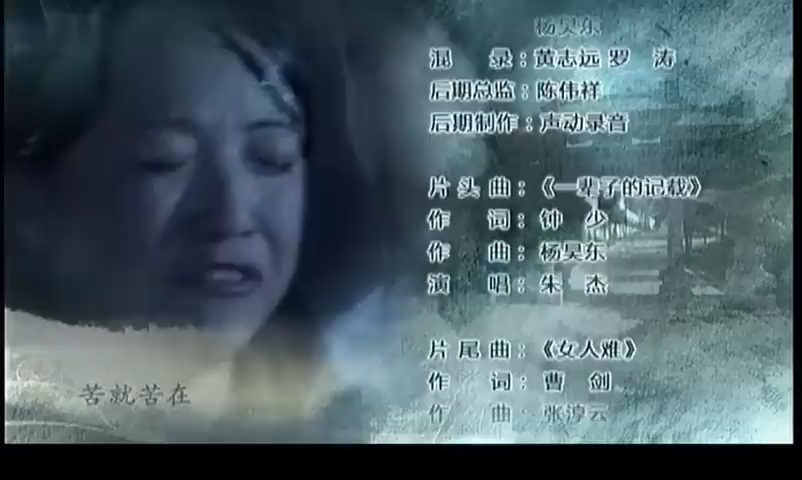 杨昊东
混 录：黄志远 罗 涛
后期总监：陈伟祥
后期制作：声动录音
片 头 曲：《一辈子的记载》
作 词：钟 少
作 曲：杨昊东
演 唱：朱 杰
片 尾 曲：《女人难》
作 词：曹 剑
作 曲：张淳云
苦就苦在